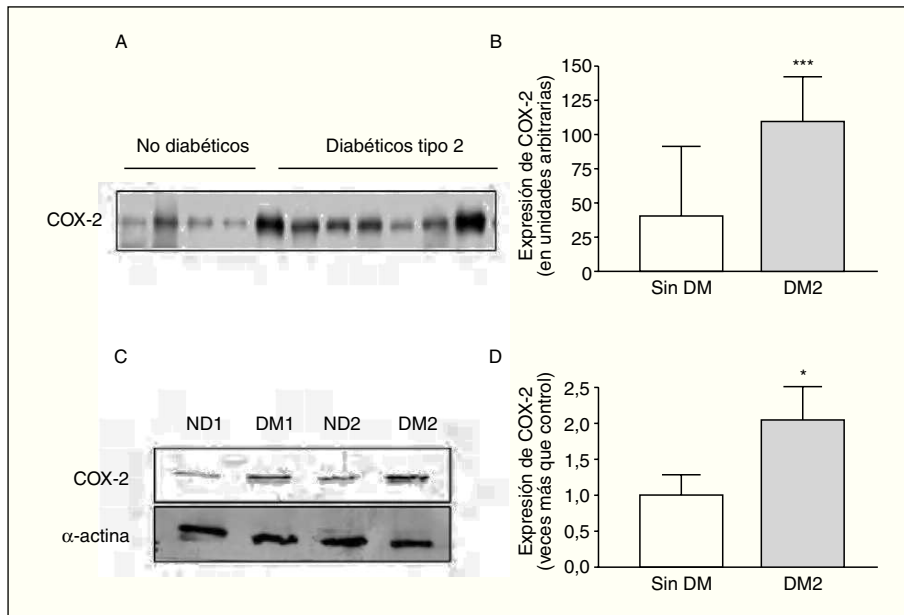 A
No diabéticos
Diabéticos tipo 2
COX-2
B
Expresión de COX-2
(en unidades arbitrarias)
150
125
100
75
50
25
0
***
Sin DM
DM2
C
ND1
DM1
ND2
DM2
COX-2
α-actina
D
Expresión de COX-2
(veces más que control)
2,5
2,0
1,5
1,0
0,5
0,0
*
Sin DM
DM2